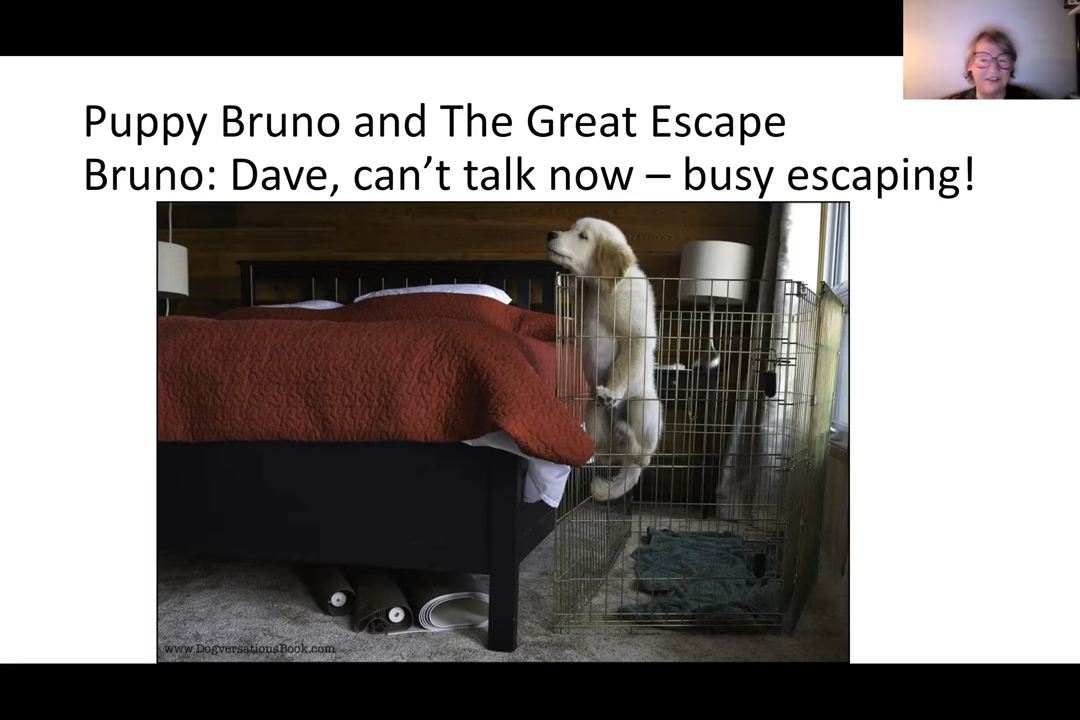 Puppy Bruno and The Great Escape
Bruno: Dave, can’t talk now – busy escaping!
www.DogversationsBook.com